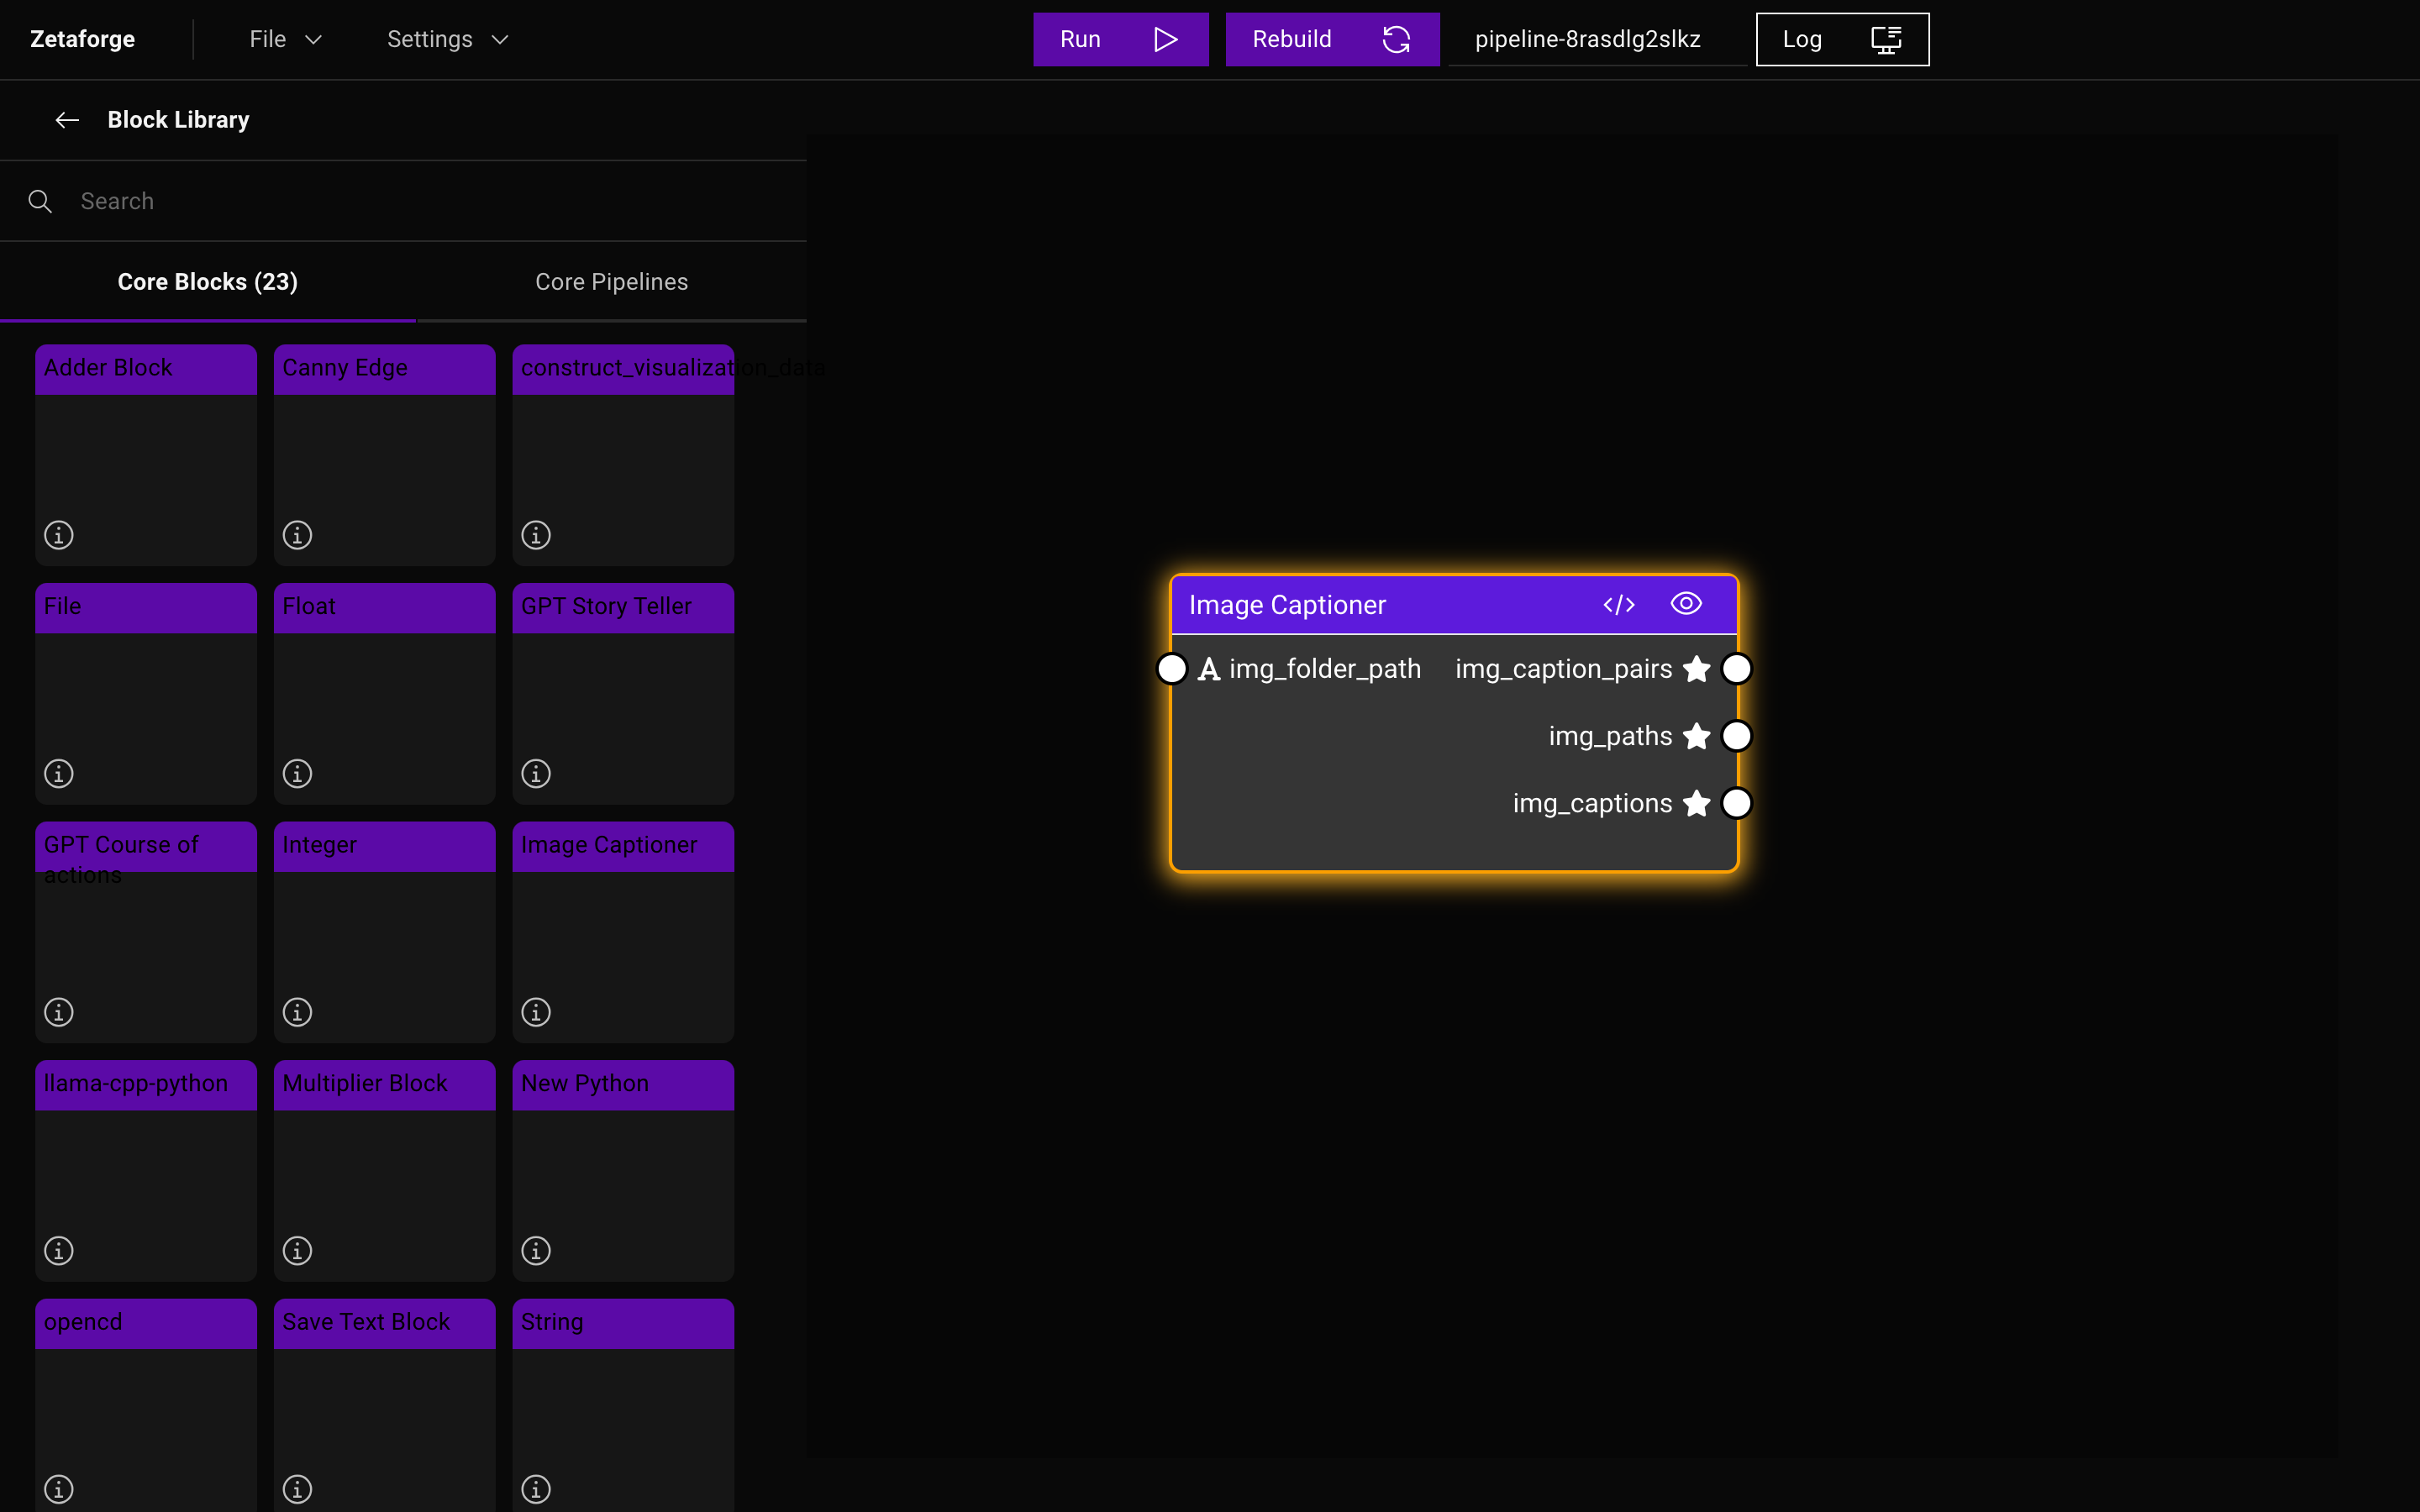 Zetaforge
File
Settings
Run
Rebuild
pipeline-8rasdlg2slkz
Log
Block Library
Search
Core Blocks (23)
Core Pipelines
Adder Block
Canny Edge
construct_visualization_data
File
Float
GPT Story Teller
GPT Course of
actions
Integer
Image Captioner
llama-cpp-python
Multiplier Block
New Python
opencd
Save Text Block
String
Image Captioner
img_folder_path
img_caption_pairs
img_paths
img_captions